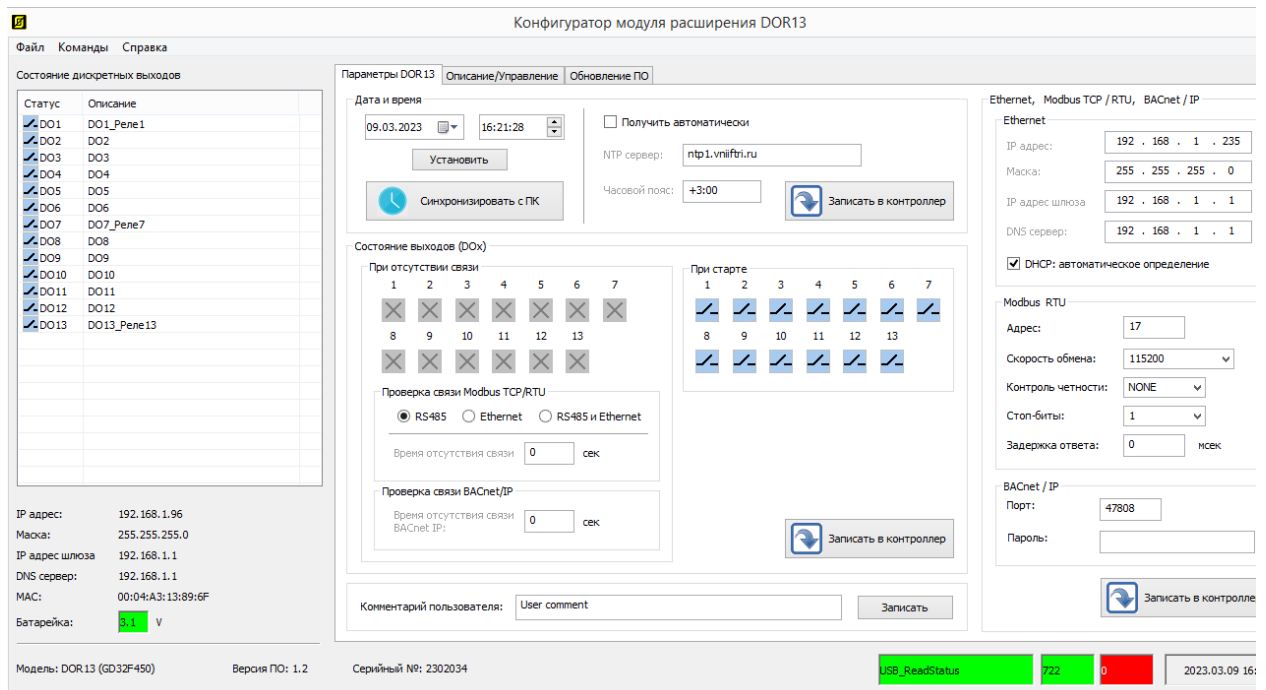 Конфигуратор модуля расширения DOR13
Файл Команды Справка
Состояние дискретных выходов
Статус Описание
DO1 DO1_Реле1
DO2 DO2
DO3 DO3
DO4 DO4
DO5 DO5
DO6 DO6
DO7 DO7_Реле7
DO8 DO8
DO9 DO9
DO10 DO10
DO11 DO11
DO12 DO12
DO13 DO13_Реле13
IP адрес: 192.168.1.96
Маска: 255.255.255.0
IP адрес шлюза 192.168.1.1
DNS сервер: 192.168.1.1
MAC: 00:04:A3:13:89:6F
Батарейка: 3.1 V
Параметры DOR13 Описание/Управление Обновление ПО
Дата и время
09.03.2023 16:21:28
Установить
Синхронизировать с ПК
Получить автоматически
NTP сервер: ntp1.vniiftri.ru
Часовой пояс: +3:00
Записать в контроллер
Состояние выходов (DOx)
При отсутствии связи
1 2 3 4 5 6 7
8 9 10 11 12 13
При старте
1 2 3 4 5 6 7
8 9 10 11 12 13
Проверка связи Modbus TCP/RTU
RS485 Ethernet RS485 и Ethernet
Время отсутствия связи 0 сек
Проверка связи BACnet/IP
Время отсутствия связи
BACnet IP: 0 сек
Записать в контроллер
Комментарий пользователя: User comment Записать
Ethernet, Modbus TCP / RTU, BACnet / IP
Ethernet
IP адрес: 192 . 168 . 1 . 235
Маска: 255 . 255 . 255 . 0
IP адрес шлюза 192 . 168 . 1 . 1
DNS сервер: 192 . 168 . 1 . 1
DHCP: автоматическое определение
Modbus RTU
Адрес: 17
Скорость обмена: 115200
Контроль четности: NONE
Стоп-биты: 1
Задержка ответа: 0 мсек
BACnet / IP
Порт: 47808
Пароль:
Записать в контролле
Модель: DOR13 (GD32F450) Версия ПО: 1.2 Серийный №: 2302034 USB_ReadStatus 722 0 2023.03.09 16: